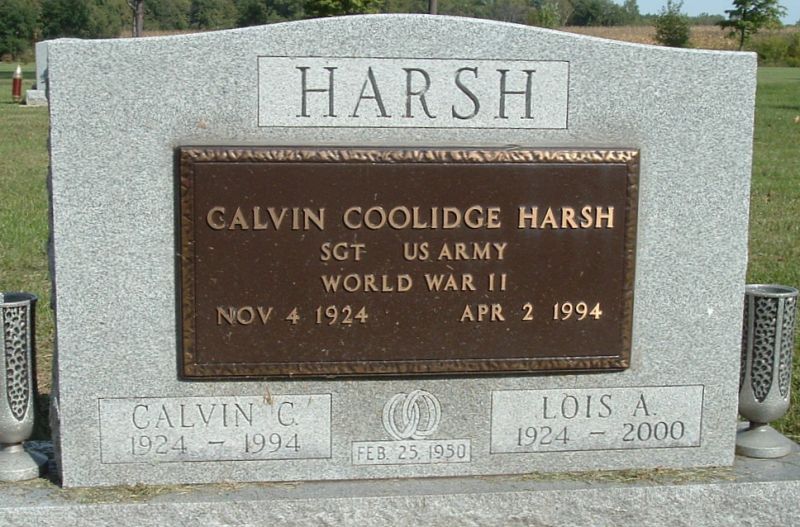 HARSH
CALVIN COOLIDGE HARSH
SGT US ARMY
WORLD WAR II
NOV 4 1924 APR 2 1994
CALVIN C.
1924 – 1994
FEB. 25, 1950
LOIS A.
1924 – 2000